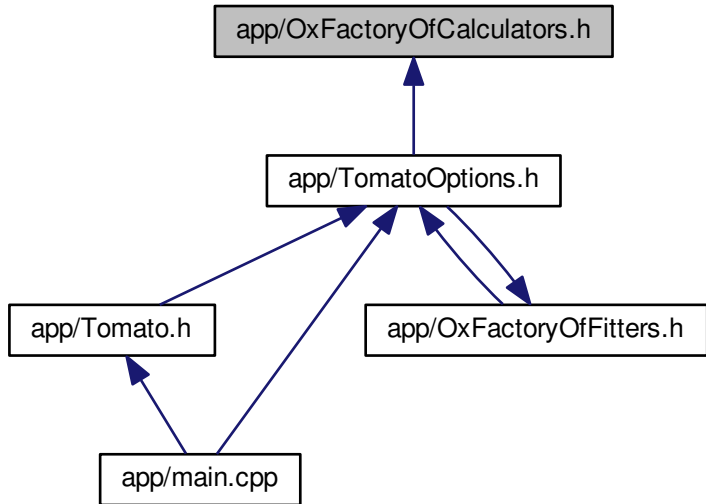 app/OxFactoryOfCalculators.h
app/TomatoOptions.h
app/Tomato.h
app/OxFactoryOfFitters.h
app/main.cpp